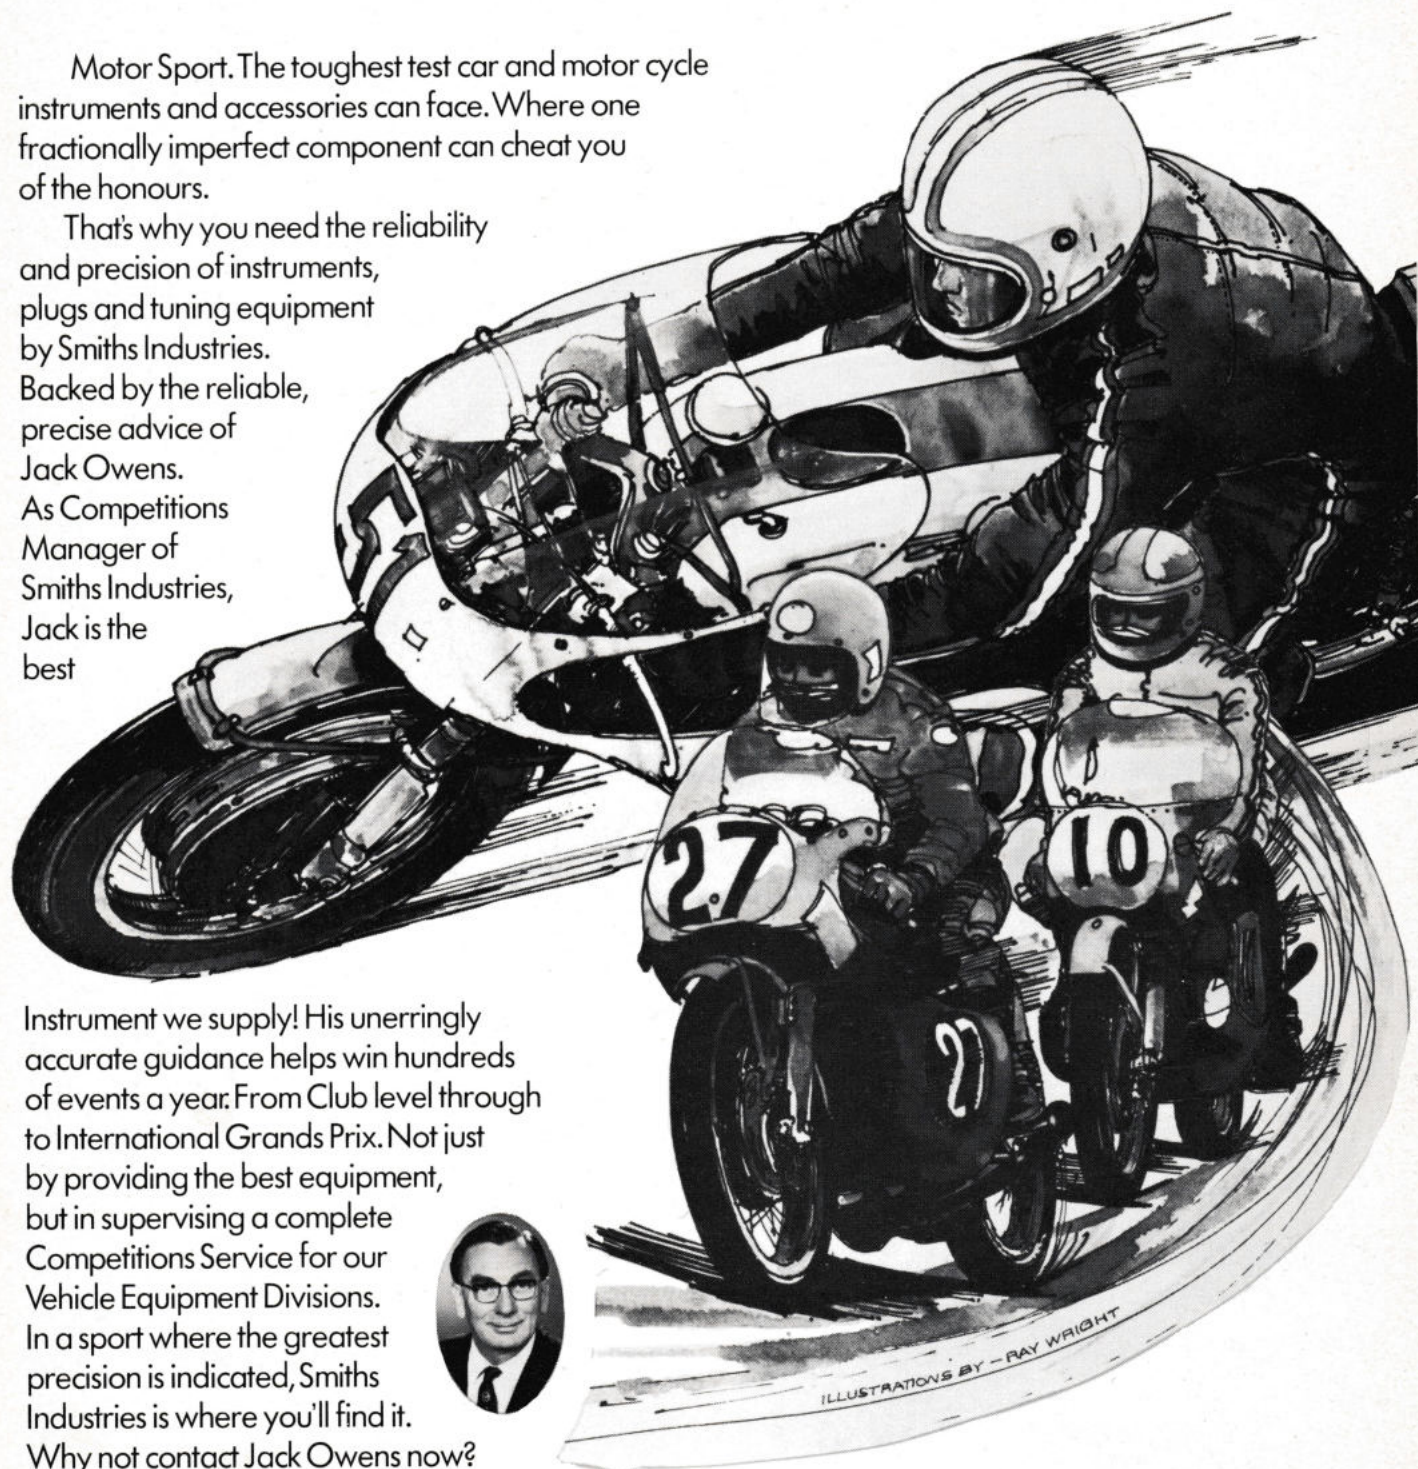 Motor Sport. The toughest test car and motor cycle
instruments and accessories can face. Where one
fractionally imperfect component can cheat you
of the honours.
That's why you need the reliability
and precision of instruments,
plugs and tuning equipment
by Smiths Industries.
Backed by the reliable,
precise advice of
Jack Owens.
As Competitions
Manager of
Smiths Industries,
Jack is the
best
Instrument we supply! His unerringly
accurate guidance helps win hundreds
of events a year. From Club level through
to International Grands Prix. Not just
by providing the best equipment,
but in supervising a complete
Competitions Service for our
Vehicle Equipment Divisions.
In a sport where the greatest
precision is indicated, Smiths
Industries is where you'll find it.
Why not contact Jack Owens now?
27
10
27
ILLUSTRATIONS BY - RAY WRIGHT